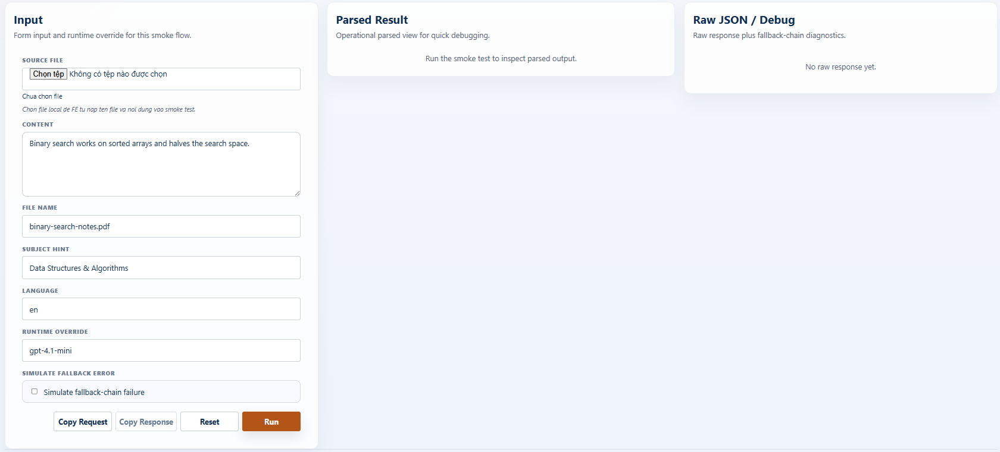 Input
Form input and runtime override for this smoke flow.
SOURCE FILE
Chọn tệp Không có tệp nào được chọn
Chua chon file
Chon file local de FE tu nap ten file va noi dung vao smoke test.
CONTENT
Binary search works on sorted arrays and halves the search space.
FILE NAME
binary-search-notes.pdf
SUBJECT HINT
Data Structures & Algorithms
LANGUAGE
en
RUNTIME OVERRIDE
gpt-4.1-mini
SIMULATE FALLBACK ERROR
Simulate fallback-chain failure
Copy Request Copy Response Reset Run
Parsed Result
Operational parsed view for quick debugging.
Run the smoke test to inspect parsed output.
Raw JSON / Debug
Raw response plus fallback-chain diagnostics.
No raw response yet.